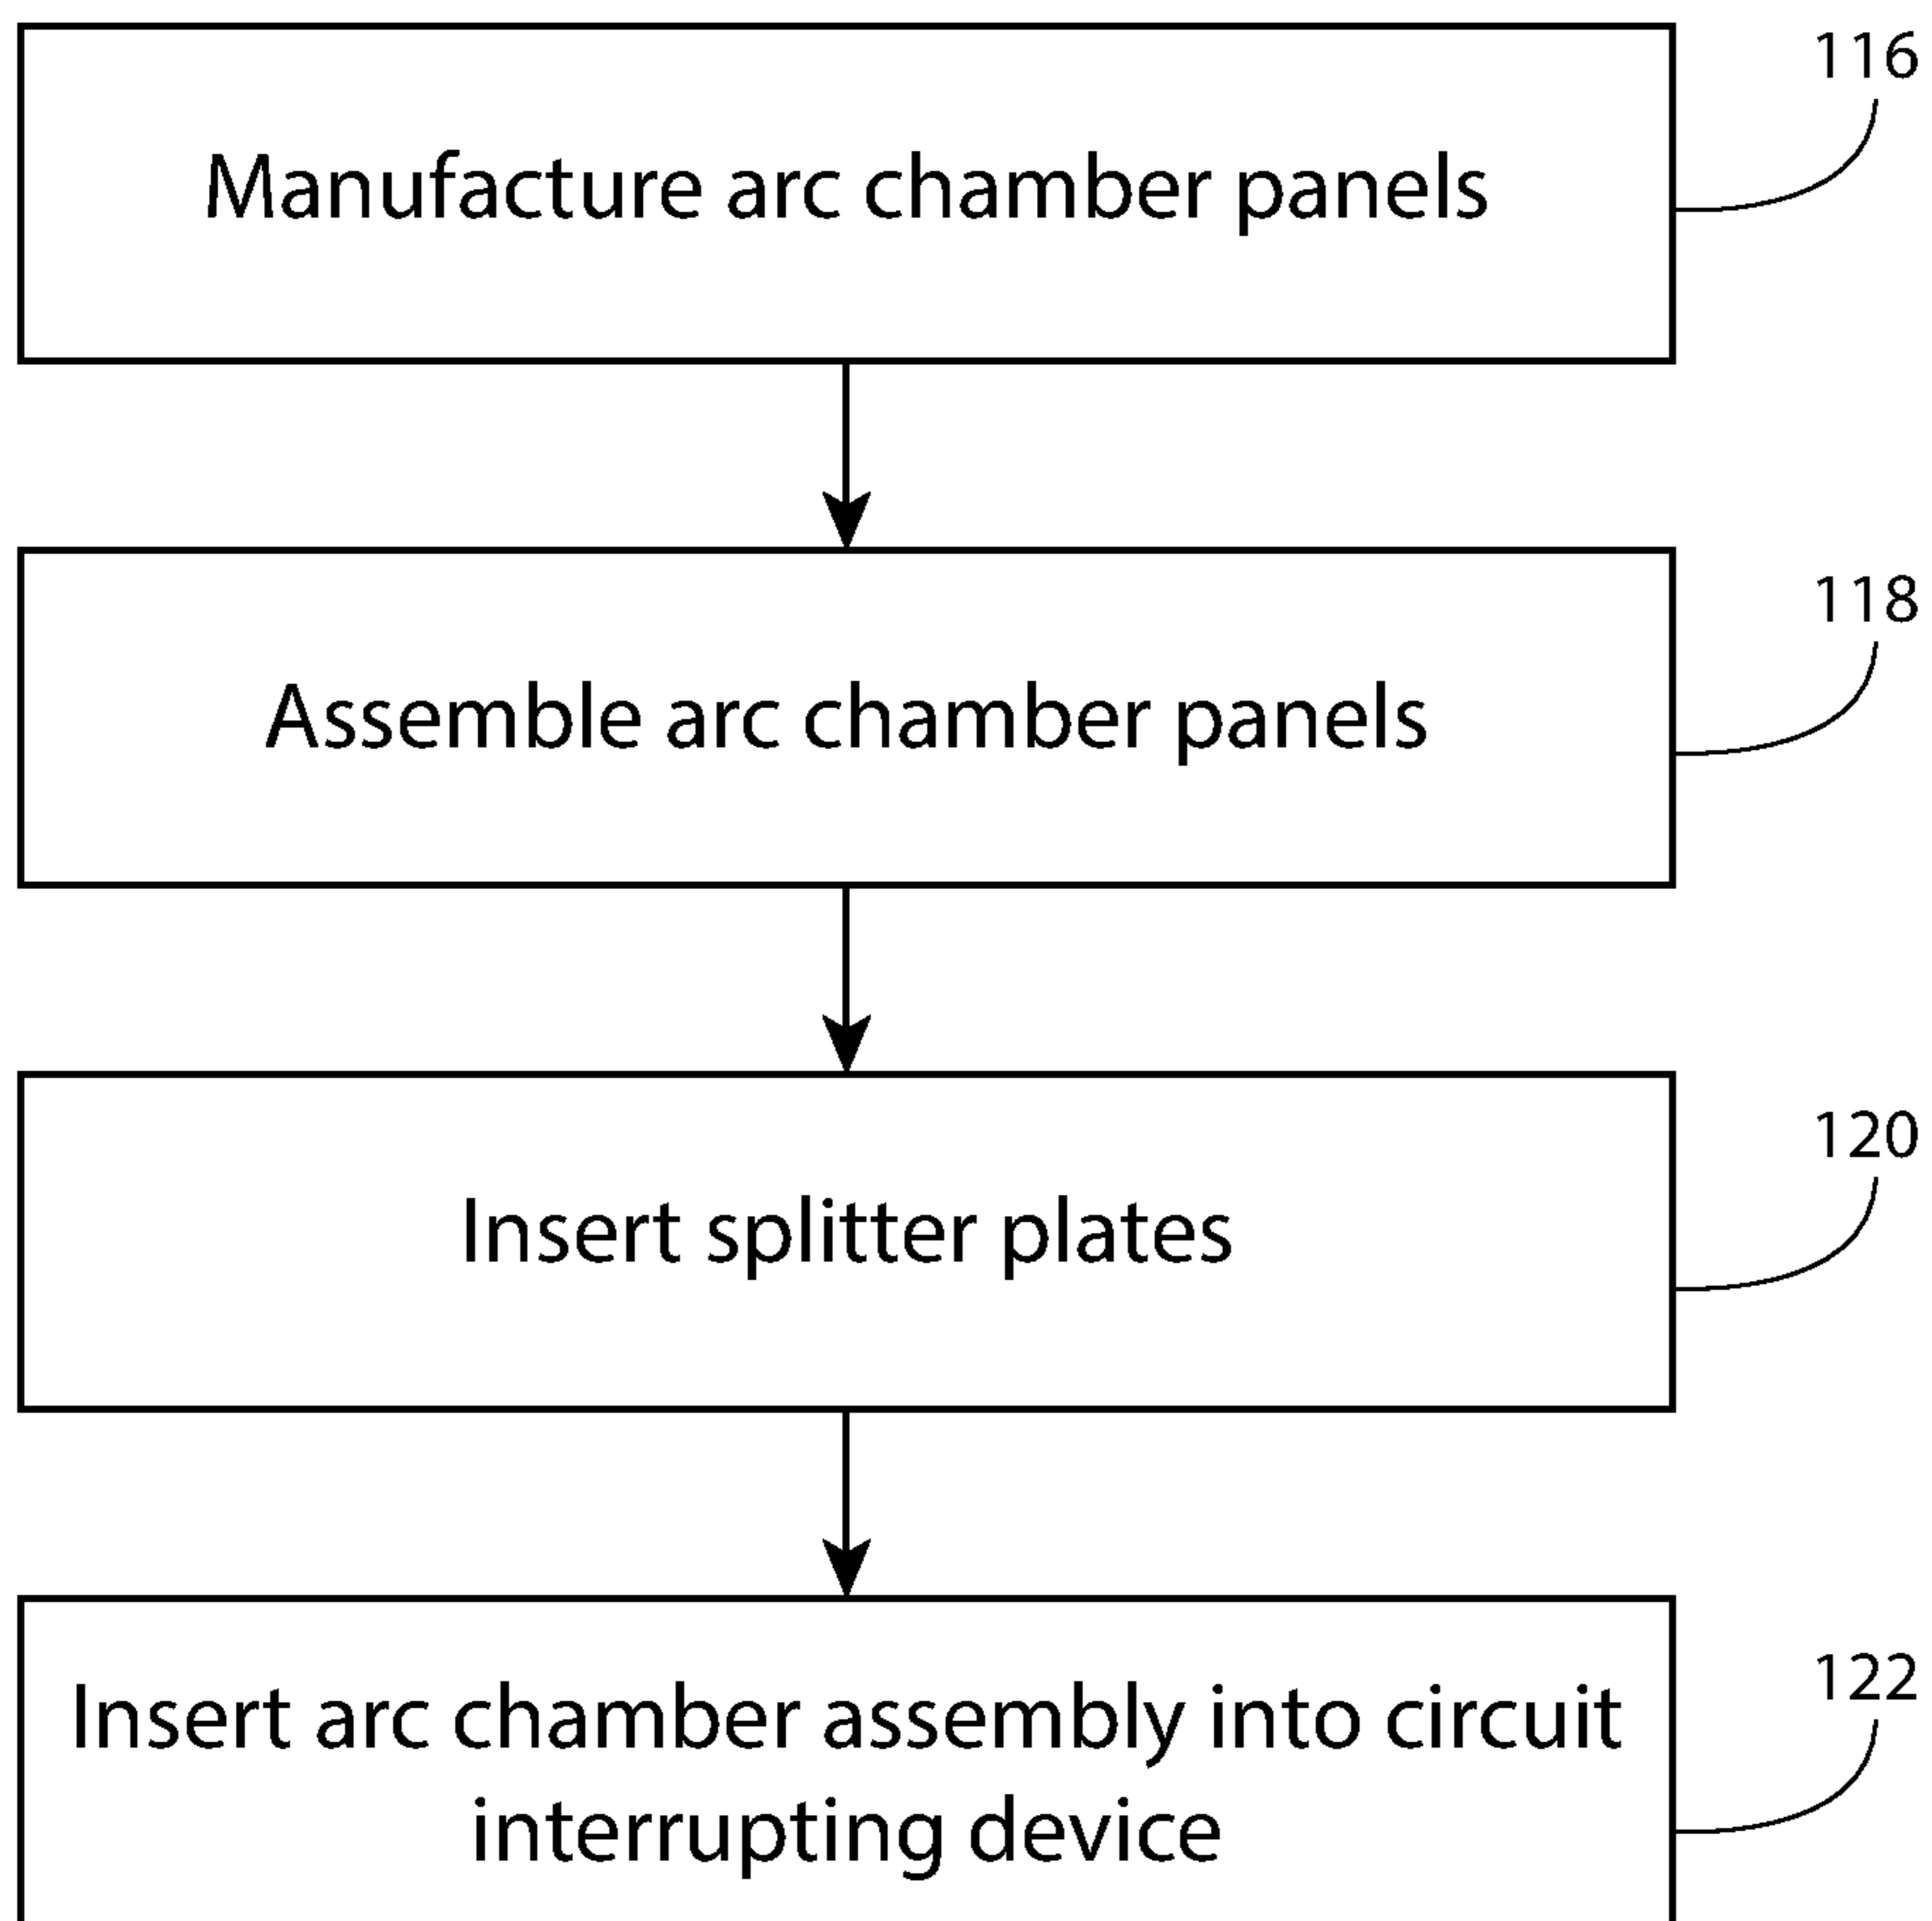 116
Manufacture arc chamber panels
118
Assemble arc chamber panels
120
Insert splitter plates
122
Insert arc chamber assembly into circuit
interrupting device